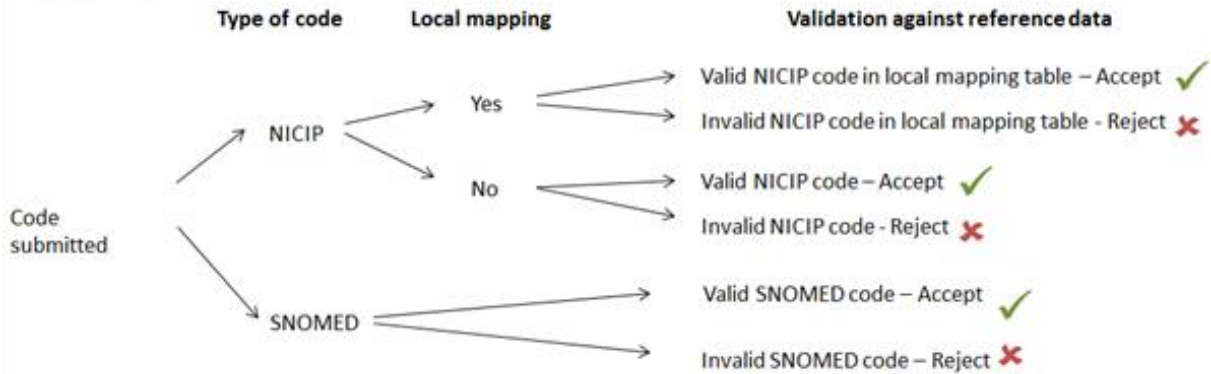 Type of code Local mapping Validation against reference data
Valid NICIP code in local mapping table – Accept
Yes
Invalid NICIP code in local mapping table - Reject
NICIP
Valid NICIP code – Accept
No
Code
submitted
Invalid NICIP code - Reject
Valid SNOMED code – Accept
SNOMED
Invalid SNOMED code – Reject